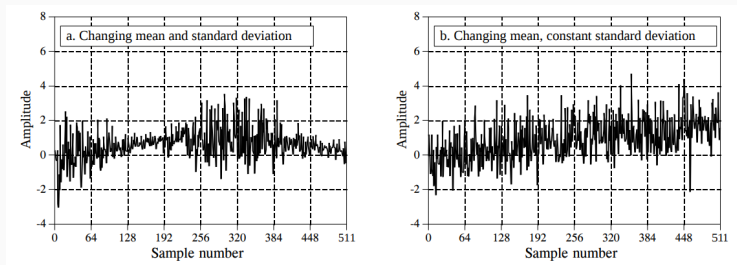 a. Changing mean and standard deviation
Amplitude
8
6
4
2
0
-2
-4
0 64 128 192 256 320 384 448 511
Sample number
b. Changing mean, constant standard deviation
Amplitude
8
6
4
2
0
-2
-4
0 64 128 192 256 320 384 448 511
Sample number